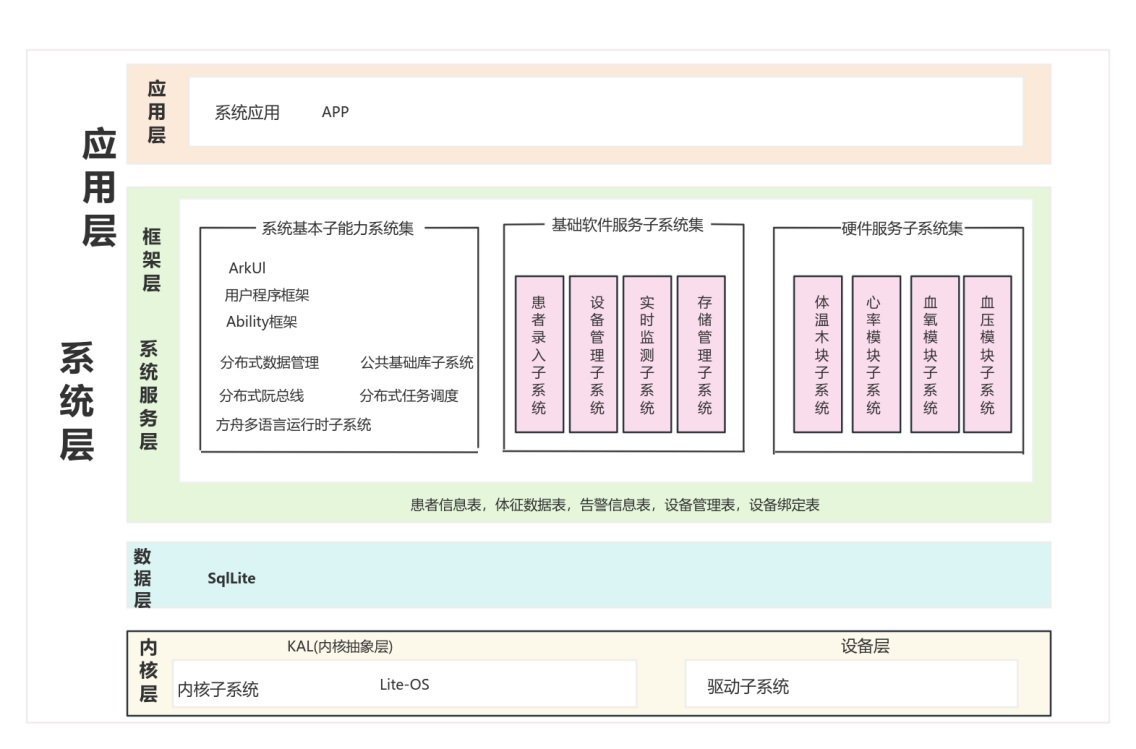 应用层
系统层
应用层
系统应用 APP
框架层
系统服务层
系统基本子能力系统集
ArkUI
用户程序框架
Ability框架
分布式数据管理 公共基础库子系统
分布式阮总线 分布式任务调度
方舟多语言运行时子系统
基础软件服务子系统集
患者录入子系统
设备管理子系统
实时监测子系统
存储管理子系统
硬件服务子系统集
体温木块子系统
心率模块子系统
血氧模块子系统
血压模块子系统
患者信息表，体征数据表，告警信息表，设备管理表，设备绑定表
数据层
SqlLite
内核层
KAL(内核抽象层)
内核子系统 Lite-OS
设备层
驱动子系统